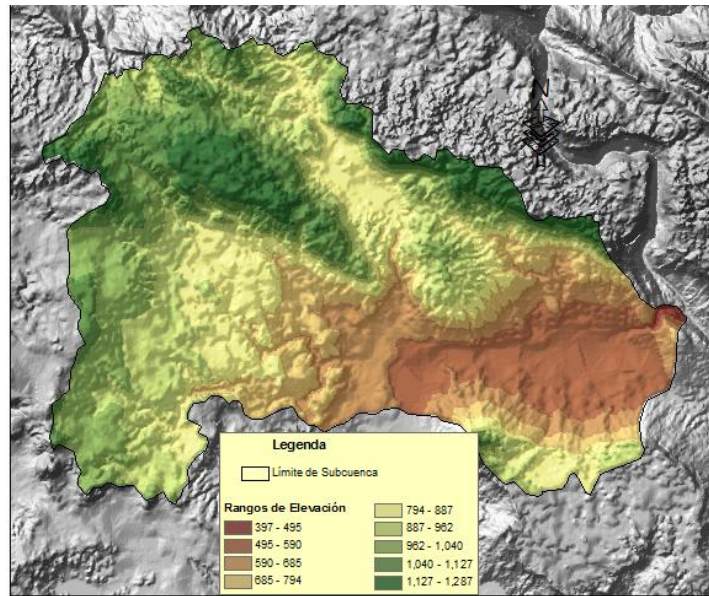 N
Legenda
Límite de Subcuenca
Rangos de Elevación
397 - 495
495 - 590
590 - 685
685 - 794
794 - 887
887 - 962
962 - 1,040
1,040 - 1,127
1,127 - 1,287